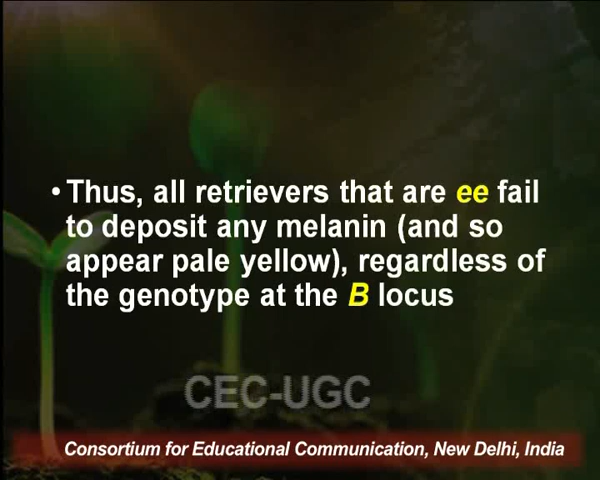 • Thus, all retrievers that are ee fail
to deposit any melanin (and so
appear pale yellow), regardless of
the genotype at the B locus
CEC-UGC
Consortium for Educational Communication, New Delhi, India